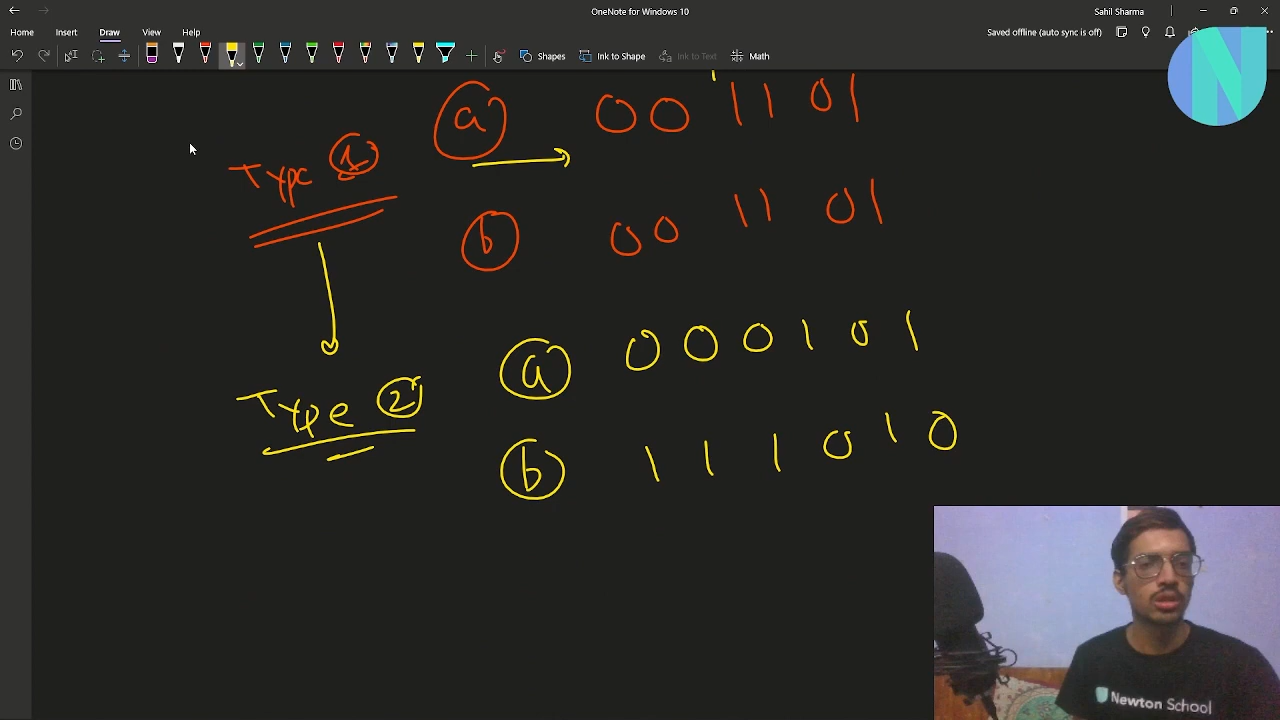 OneNote for Windows 10
Sahil Sharma
Home Insert Draw View Help
Saved offline (auto sync is off)
Shapes Ink to Shape Ink to Text Math
a 0 0 1 1 0 1
Type 1
b 0 0 1 1 0 1
a 0 0 0 1 0 1
Type 2
b 1 1 1 0 1 0
N
Newton School